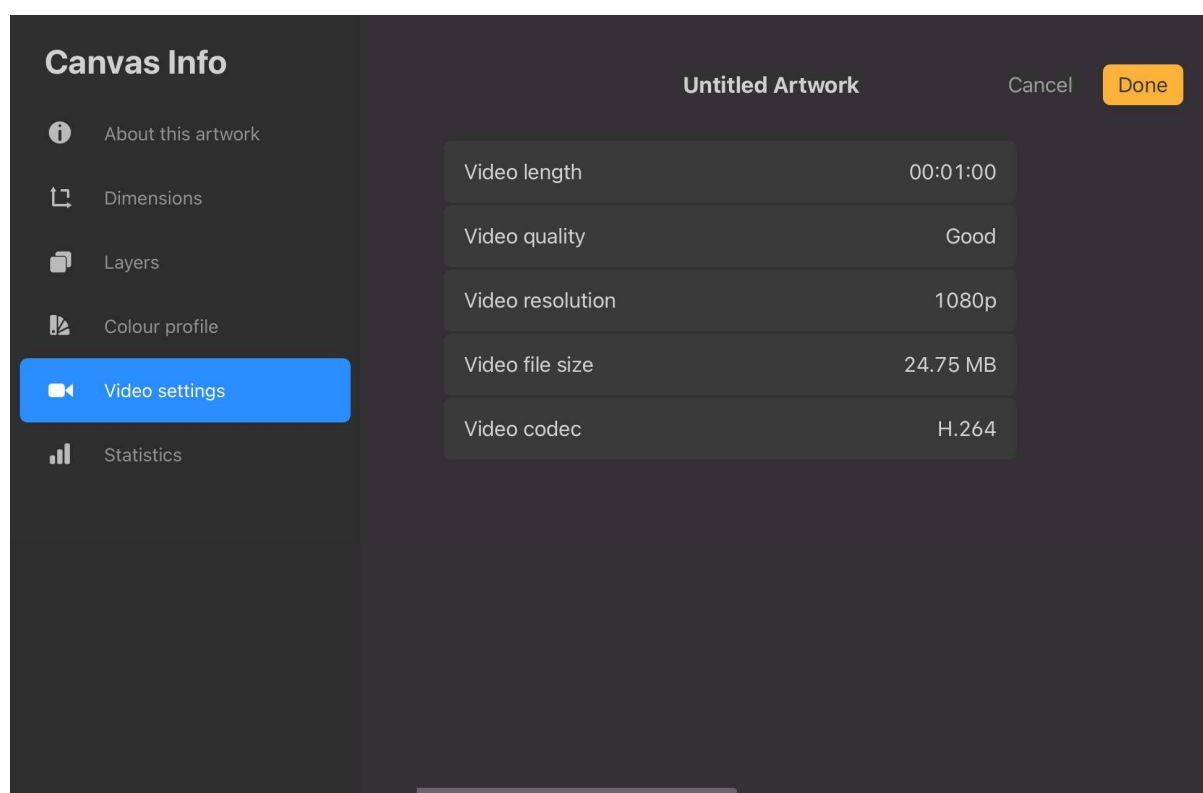 Canvas Info
About this artwork
Dimensions
Layers
Colour profile
Video settings
Statistics
Untitled Artwork
Cancel
Done
Video length 00:01:00
Video quality Good
Video resolution 1080p
Video file size 24.75 MB
Video codec H.264